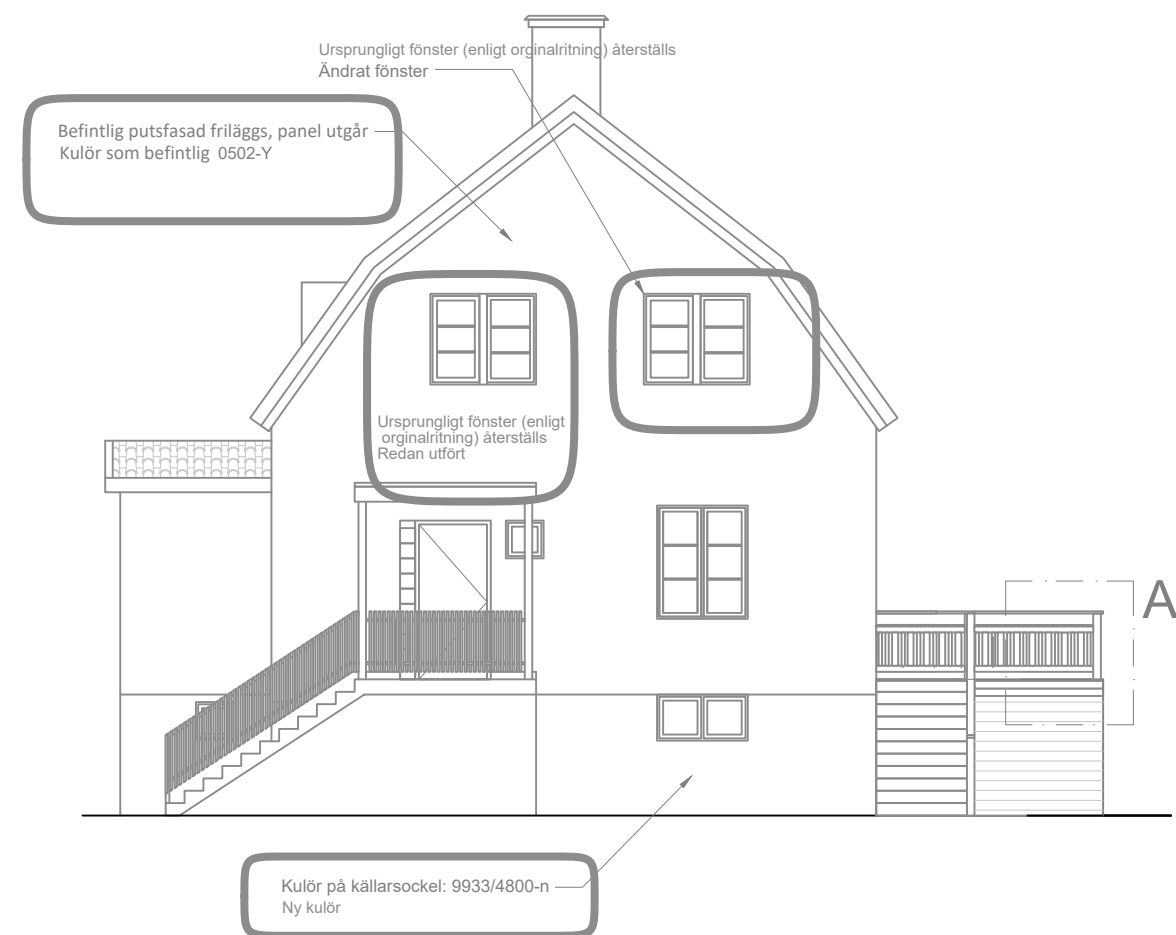 Ursprungligt fönster (enligt orginalritning) återställs
Ändrat fönster
Befintlig putsfasad friläggs, panel utgår
Kulör som befintlig 0502-Y
Ursprungligt fönster (enligt
orginalritning) återställs
Redan utfört
A
Kulör på källarsockel: 9933/4800-n
Ny kulör